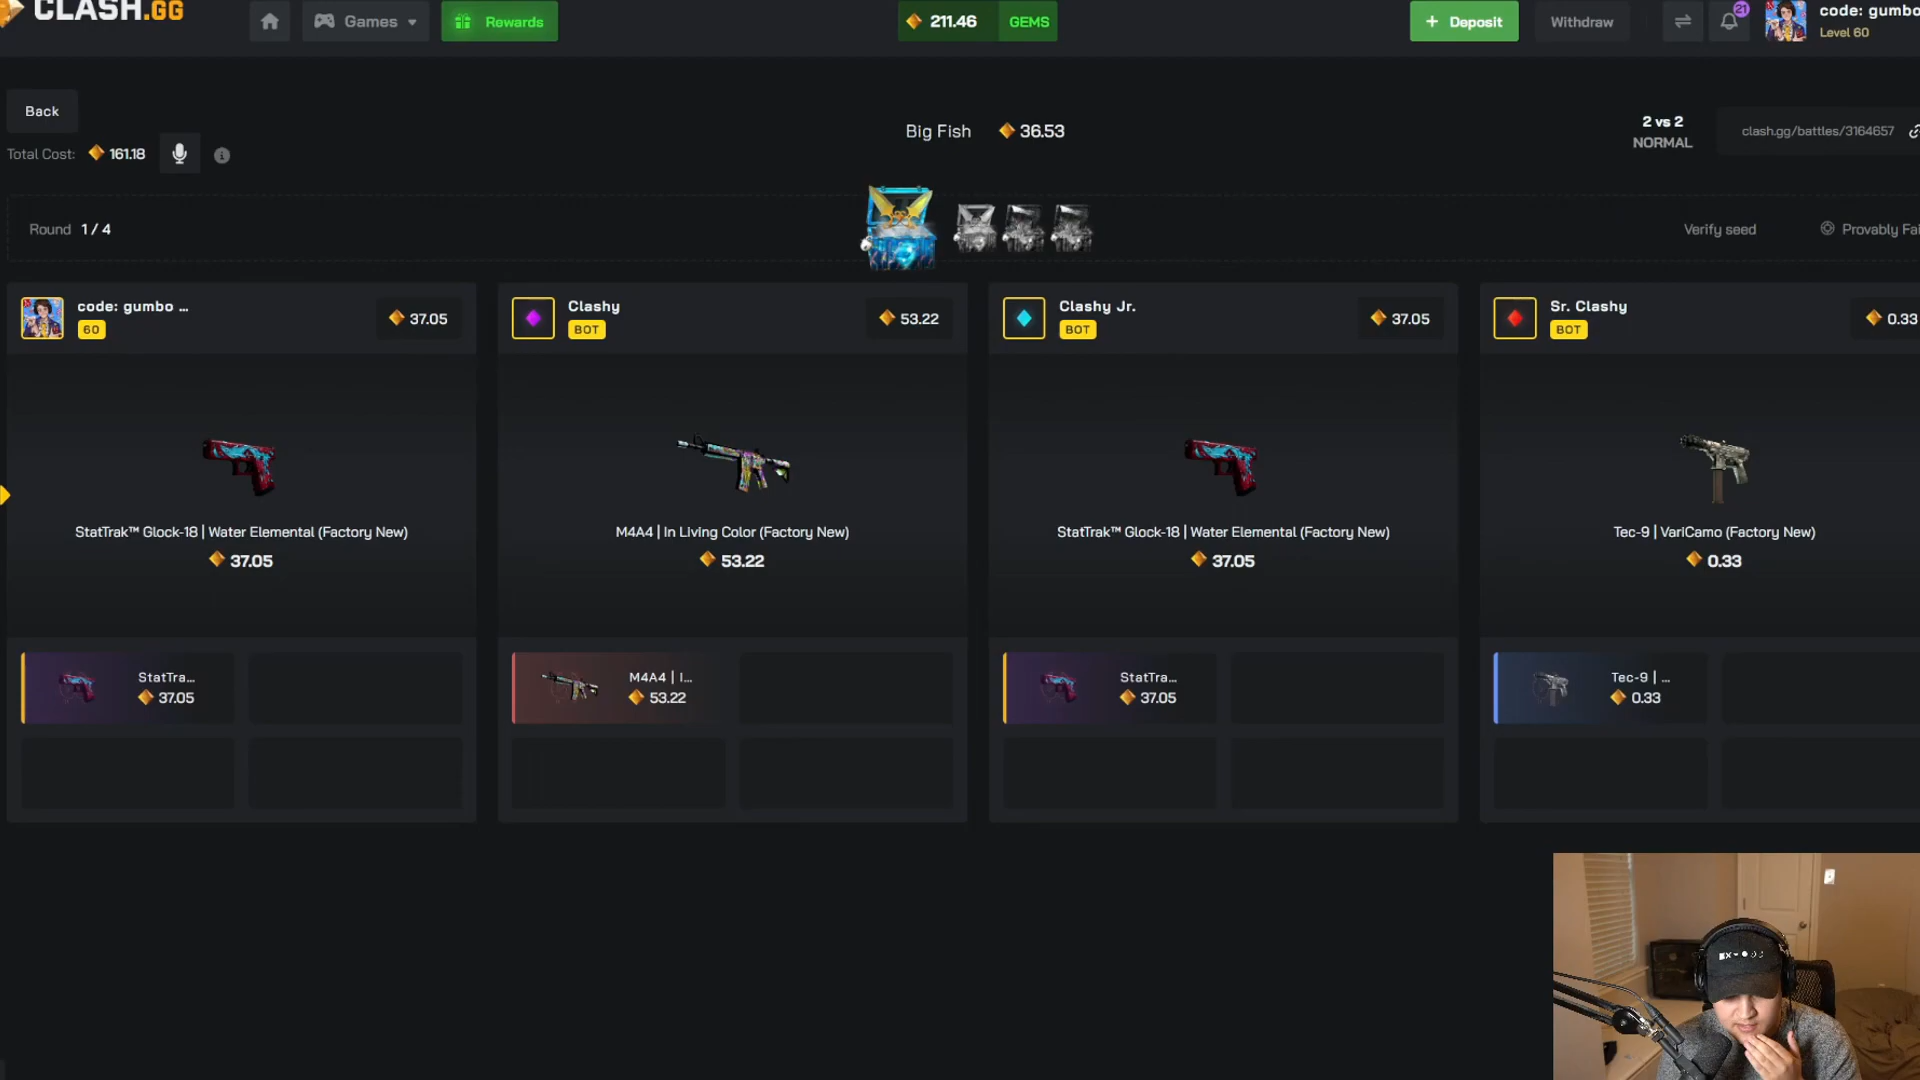 CLASH.GG
Games
Rewards
211.46 GEMS
+ Deposit
Withdraw
21
code: gumbo
Level 60
Back
Total Cost: 161.18
Big Fish 36.53
2 vs 2
NORMAL
clash.gg/battles/3164657
Round 1 / 4
Verify seed
Provably Fai
code: gumbo ...
60
37.05
Clashy
BOT
53.22
Clashy Jr.
BOT
37.05
Sr. Clashy
BOT
0.33
StatTrak™ Glock-18 | Water Elemental (Factory New)
37.05
M4A4 | In Living Color (Factory New)
53.22
StatTrak™ Glock-18 | Water Elemental (Factory New)
37.05
Tec-9 | VariCamo (Factory New)
0.33
StatTra...
37.05
M4A4 | I...
53.22
StatTra...
37.05
Tec-9 | ...
0.33